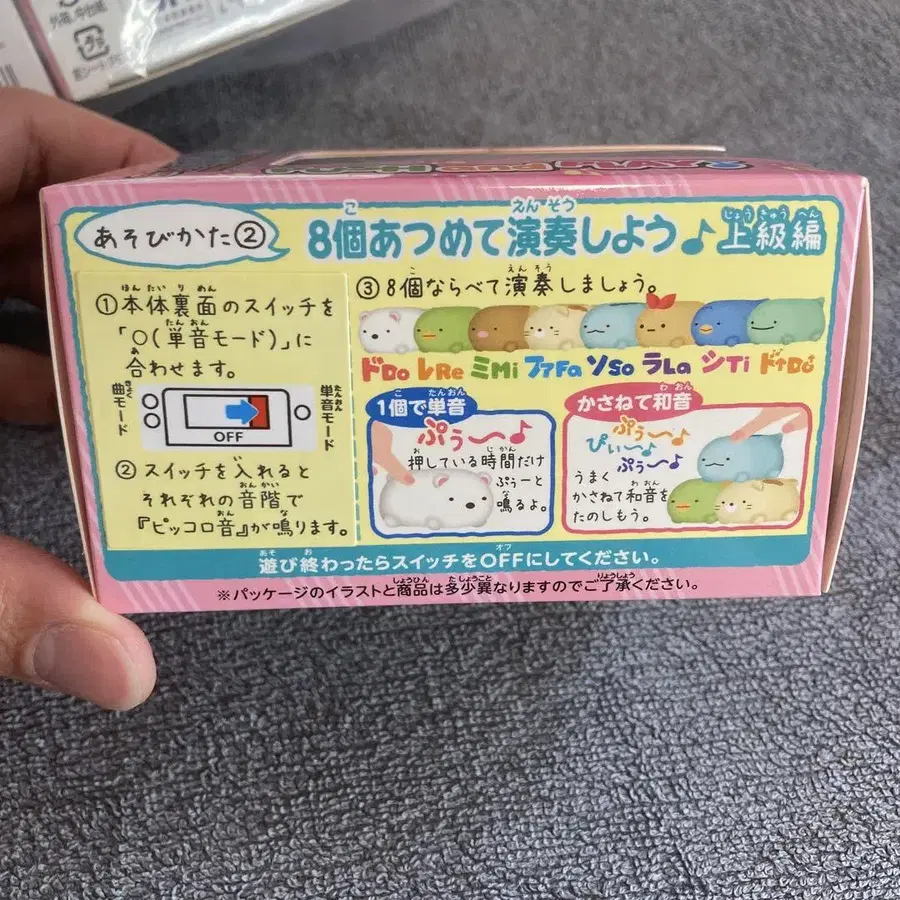 外箱、中台紙
あそびかた②
8個あつめて演奏しよう♪
上級編
①本体裏面のスイッチを
「○(単音モード)」に
合わせます。
曲モード
OFF
単音モード
②スイッチを入れると
それぞれの音階で
『ピッコロ音』が鳴ります。
③8個ならべて演奏しましょう。
ドDo レRe ミMi ファFa ソSo ラLa シTi ド↑Do
1個で単音
ぷぅ〜♪
押している時間だけ
ぷぅーと
鳴るよ。
かさねて和音
ぷぅ〜♪
ぴぃ〜♪
ぷぅ〜♪
うまく
かさねて和音を
たのしもう。
遊び終わったらスイッチをOFFにしてください。
※パッケージのイラストと商品は多少異なりますのでご了承ください。